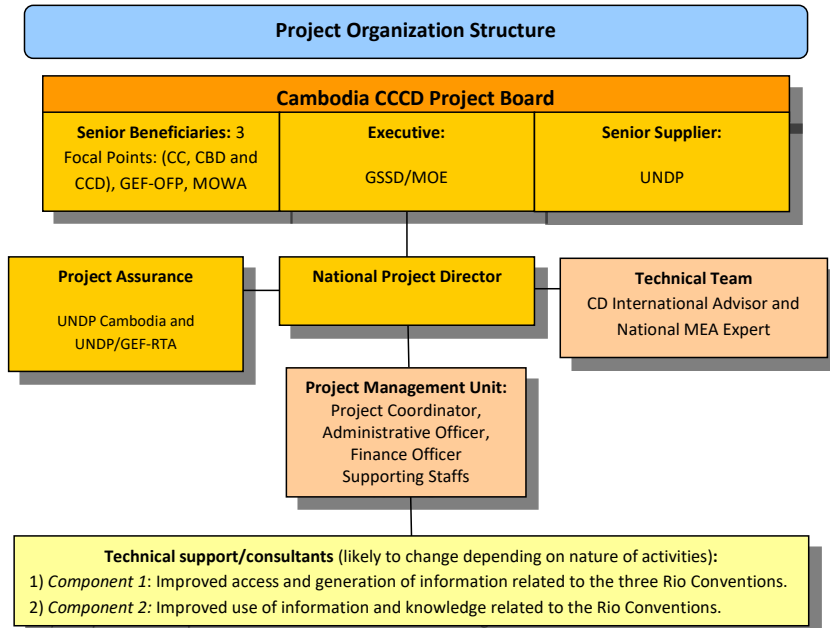 Project Organization Structure
Cambodia CCCD Project Board
Senior Beneficiaries: 3
Focal Points: (CC, CBD and
CCD), GEF-OFP, MOWA
Executive:
GSSD/MOE
Senior Supplier:
UNDP
Project Assurance
UNDP Cambodia and
UNDP/GEF-RTA
National Project Director
Technical Team
CD International Advisor and
National MEA Expert
Project Management Unit:
Project Coordinator,
Administrative Officer,
Finance Officer
Supporting Staffs
Technical support/consultants (likely to change depending on nature of activities):
1) Component 1: Improved access and generation of information related to the three Rio Conventions.
2) Component 2: Improved use of information and knowledge related to the Rio Conventions.